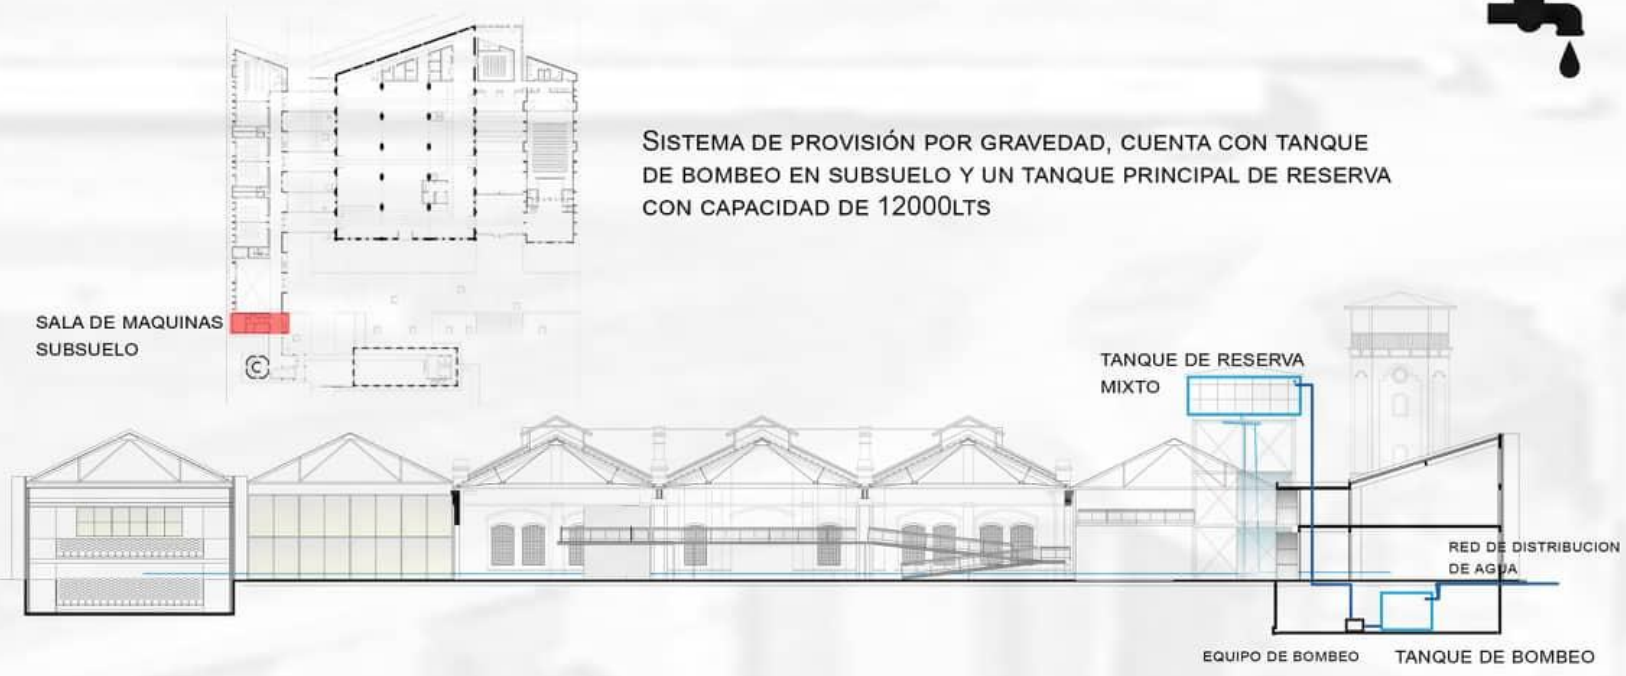 SISTEMA DE PROVISIÓN POR GRAVEDAD, CUENTA CON TANQUE
DE BOMBEO EN SUBSUELO Y UN TANQUE PRINCIPAL DE RESERVA
CON CAPACIDAD DE 12000LTS
SALA DE MAQUINAS
SUBSUELO
C
TANQUE DE RESERVA
MIXTO
RED DE DISTRIBUCION
DE AGUA
EQUIPO DE BOMBEO
TANQUE DE BOMBEO